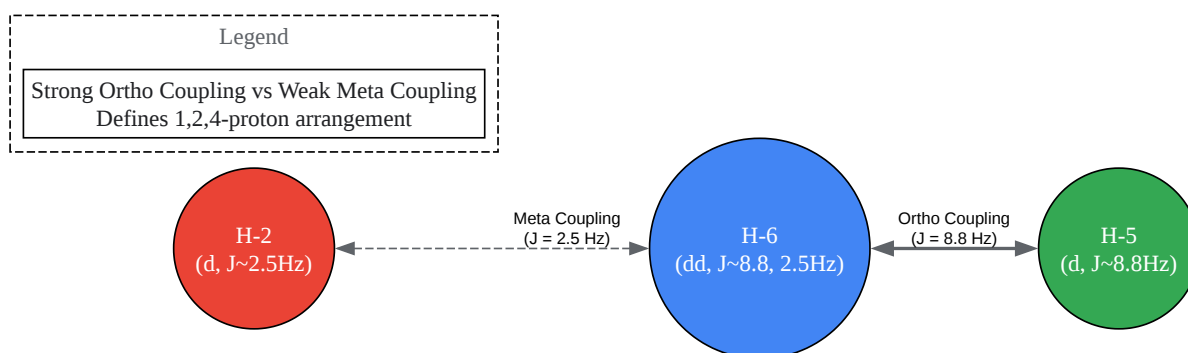 Legend
Strong Ortho Coupling vs Weak Meta Coupling
Defines 1,2,4-proton arrangement
H-2
(d, J~2.5Hz)
Meta Coupling
(J = 2.5 Hz)
H-6
(dd, J~8.8, 2.5Hz)
Ortho Coupling
(J = 8.8 Hz)
H-5
(d, J~8.8Hz)